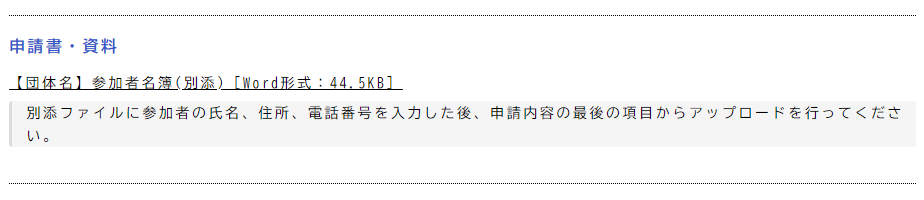 申請書・資料
【団体名】参加者名簿(別添) [Word形式：44.5KB]
別添ファイルに参加者の氏名、住所、電話番号を入力した後、申請内容の最後の項目からアップロードを行ってくださ
い。